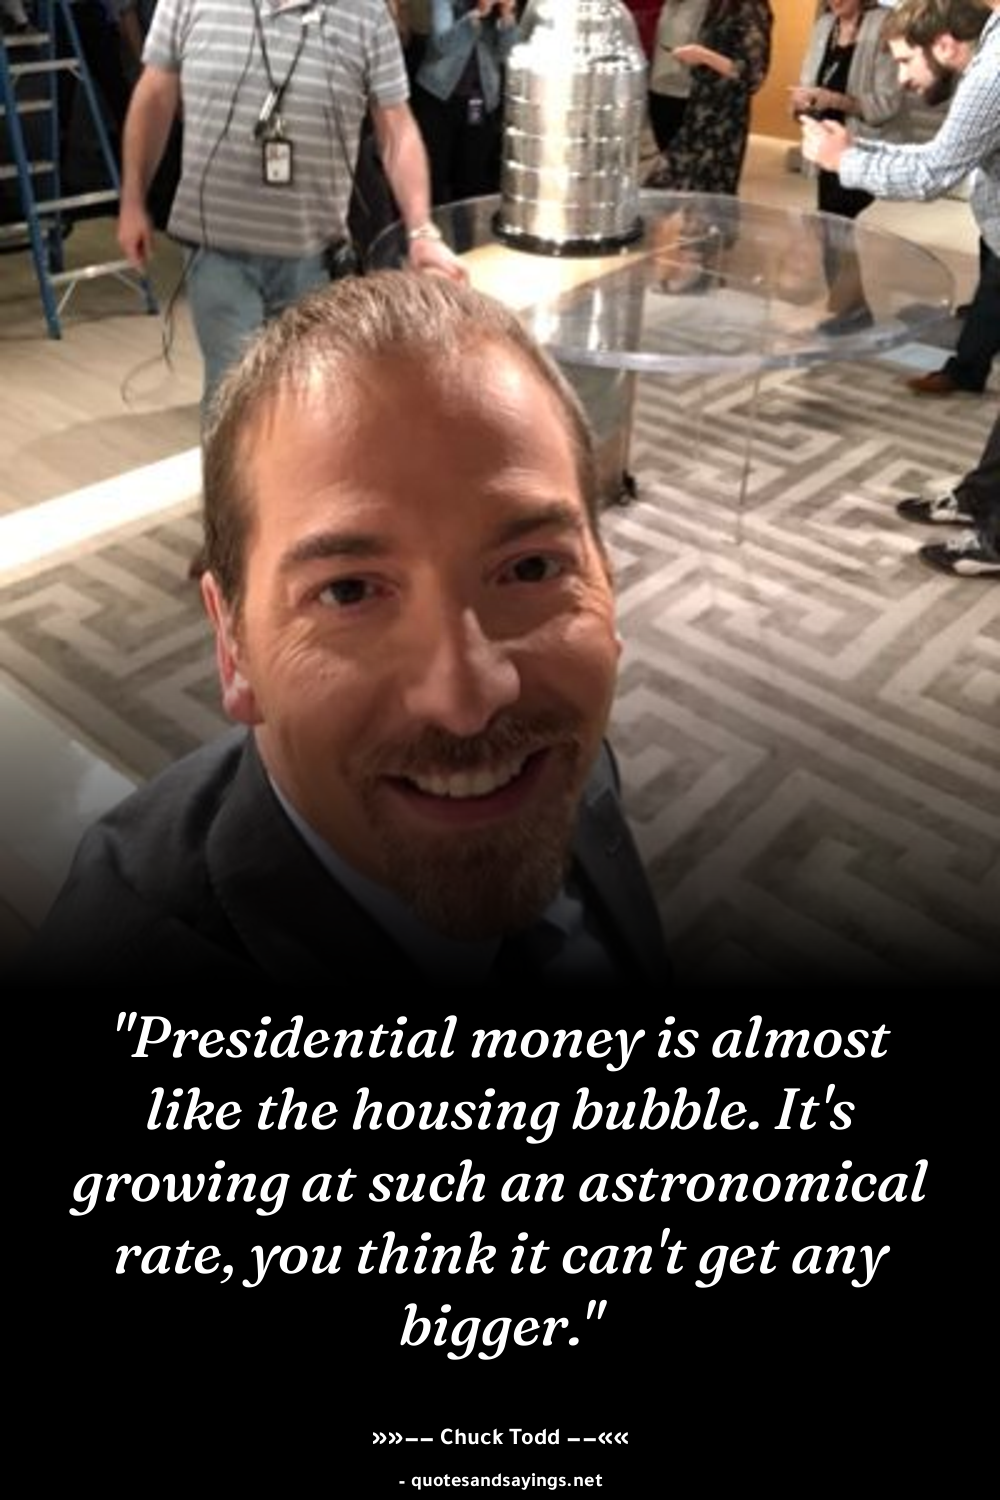 "Presidential money is almost
like the housing bubble. It's
growing at such an astronomical
rate, you think it can't get any
bigger."
»»–– Chuck Todd ––««
- quotesandsayings.net